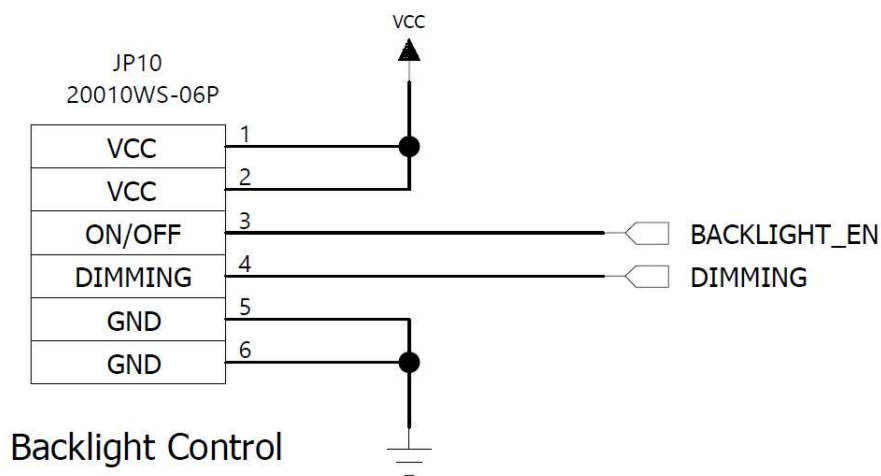 VCC
JP10
20010WS-06P
VCC 1
VCC 2
ON/OFF 3 BACKLIGHT_EN
DIMMING 4 DIMMING
GND 5
GND 6
Backlight Control